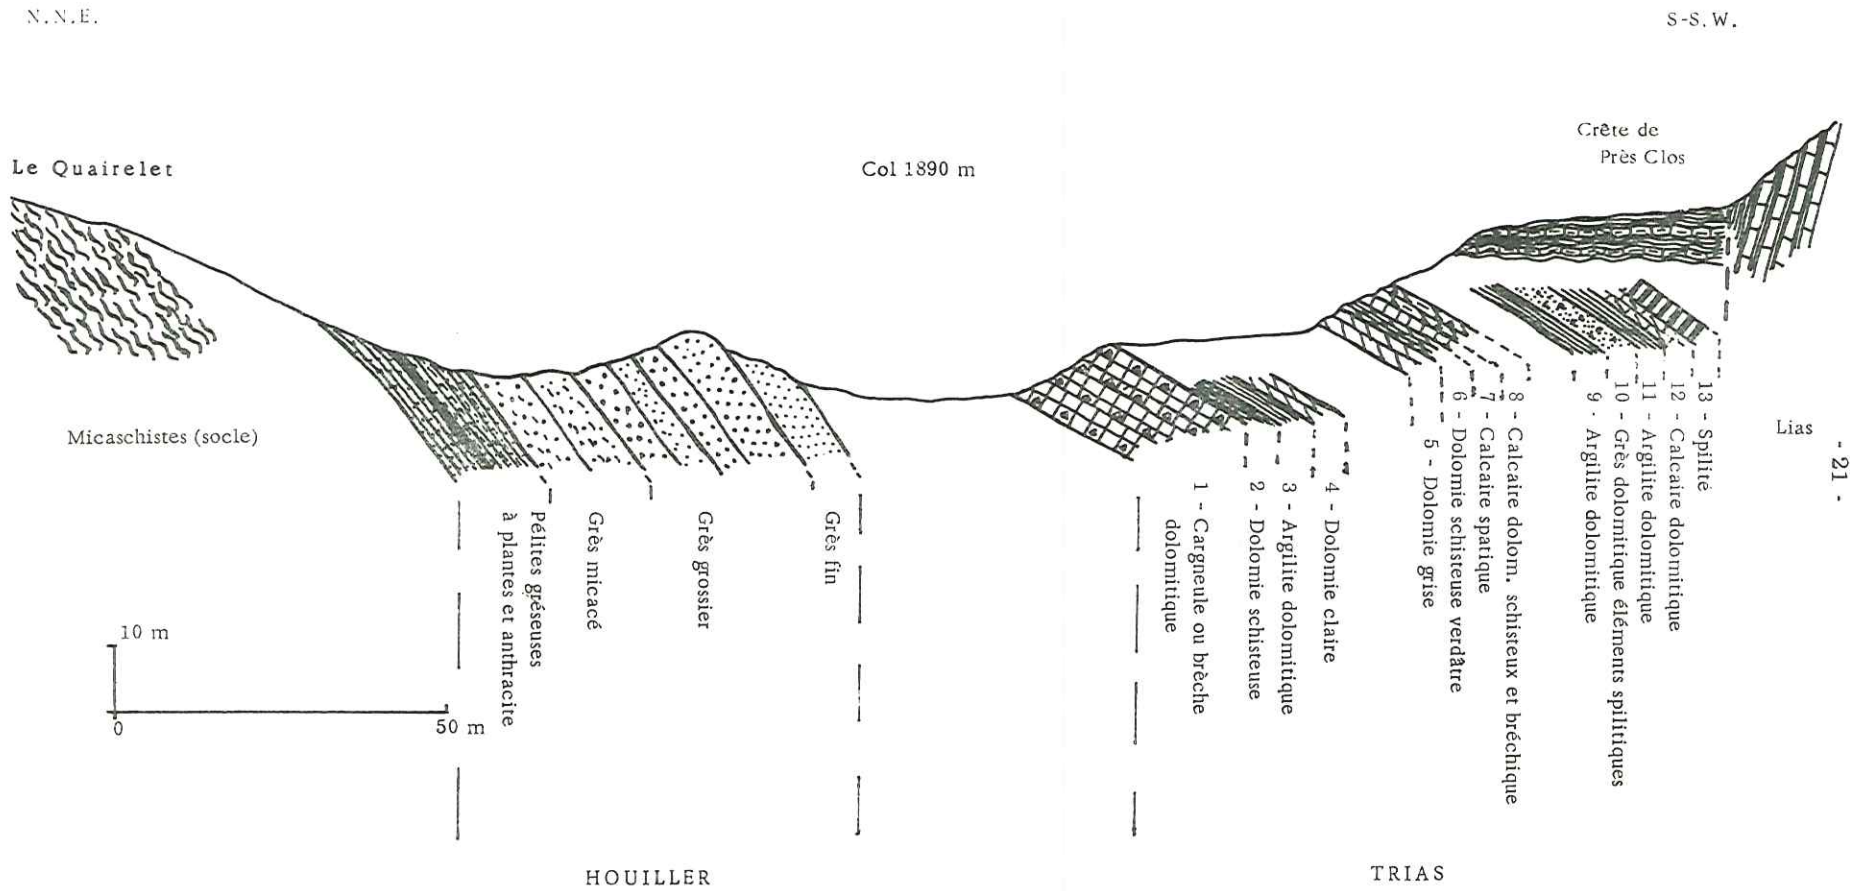 N.N.E.
S-S.W.
Crête de
Près Clos
Le Quairelet
Col 1890 m
Micaschistes (socle)
Lias
- 21 -
Pélites gréseuses
à plantes et anthracite
Grès micacé
Grès grossier
Grès fin
1 - Cargneule ou brèche
dolomitique
2 - Dolomie schisteuse
3 - Argilite dolomitique
4 - Dolomie claire
5 - Dolomie grise
6 - Dolomie schisteuse verdâtre
7 - Calcaire spatique
8 - Calcaire dolom. schisteux et bréchique
9 - Argilite dolomitique
10 - Grès dolomitique éléments spilitiques
11 - Argilite dolomitique
12 - Calcaire dolomitique
13 - Spilité
10 m
0
50 m
HOUILLER
TRIAS